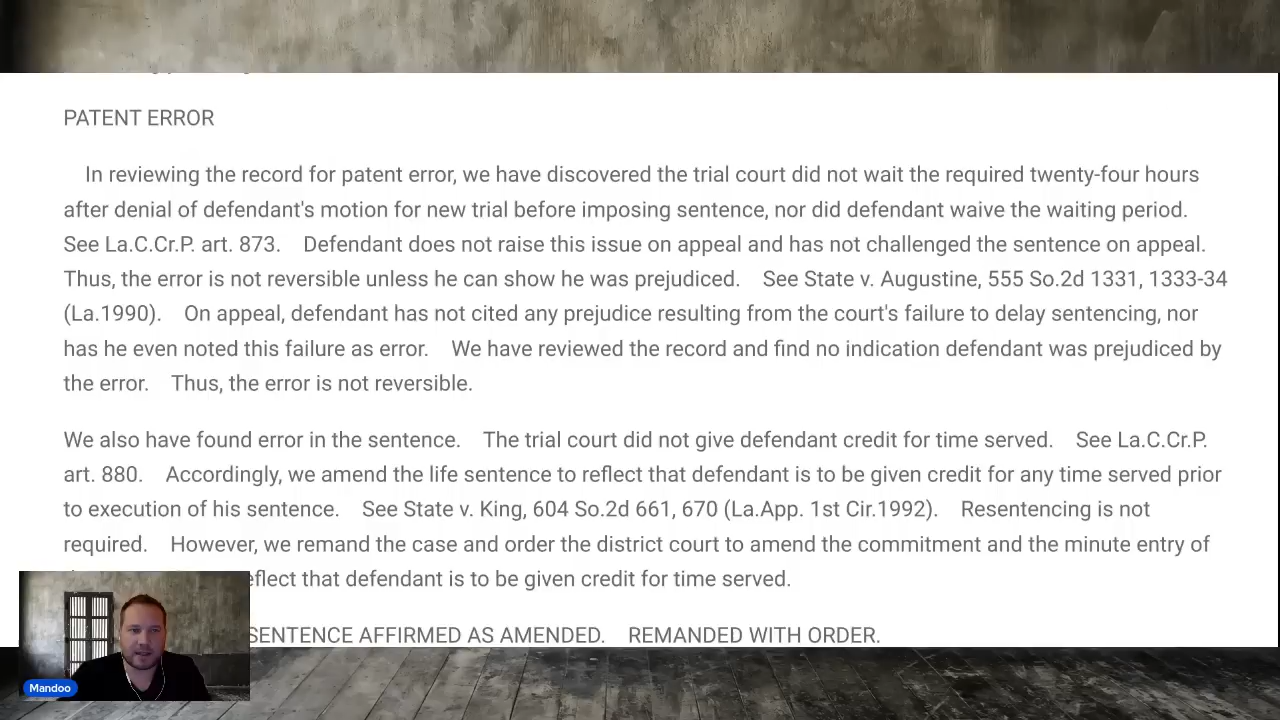 PATENT ERROR
In reviewing the record for patent error, we have discovered the trial court did not wait the required twenty-four hours
after denial of defendant's motion for new trial before imposing sentence, nor did defendant waive the waiting period.
See La.C.Cr.P. art. 873. Defendant does not raise this issue on appeal and has not challenged the sentence on appeal.
Thus, the error is not reversible unless he can show he was prejudiced. See State v. Augustine, 555 So.2d 1331, 1333-34
(La.1990). On appeal, defendant has not cited any prejudice resulting from the court's failure to delay sentencing, nor
has he even noted this failure as error. We have reviewed the record and find no indication defendant was prejudiced by
the error. Thus, the error is not reversible.
We also have found error in the sentence. The trial court did not give defendant credit for time served. See La.C.Cr.P.
art. 880. Accordingly, we amend the life sentence to reflect that defendant is to be given credit for any time served prior
to execution of his sentence. See State v. King, 604 So.2d 661, 670 (La.App. 1st Cir.1992). Resentencing is not
required. However, we remand the case and order the district court to amend the commitment and the minute entry of
that defendant is to be given credit for time served.
SENTENCE AFFIRMED AS AMENDED. REMANDED WITH ORDER.
Mandoo